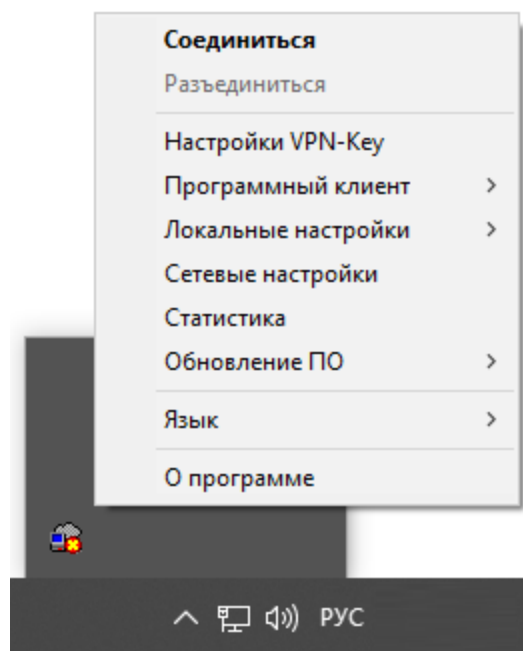 Соединиться
Разъединиться
Настройки VPN-Key
Программный клиент
Локальные настройки
Сетевые настройки
Статистика
Обновление ПО
Язык
О программе
РУС